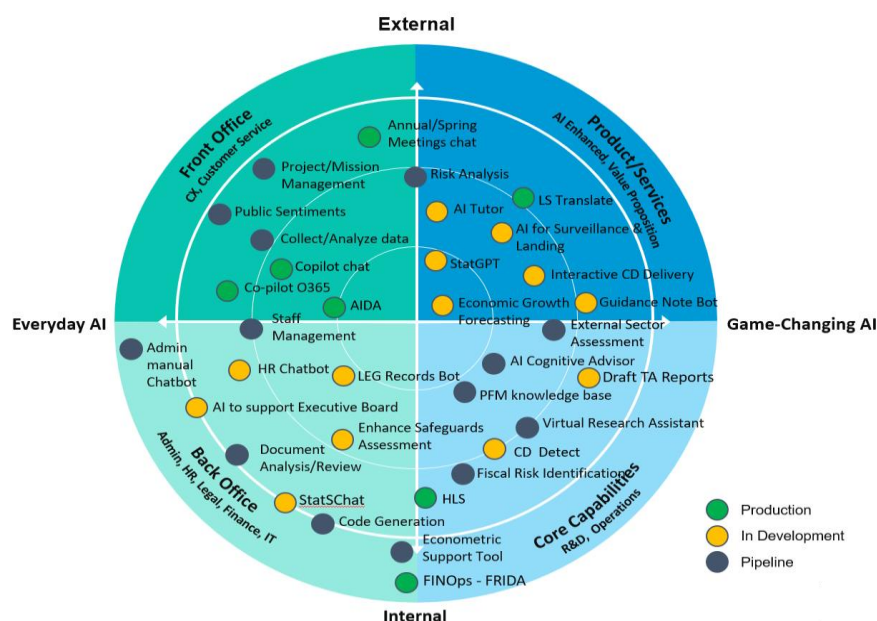 External
Front Office
CX, Customer Service
Product/Services
AI Enhanced, Value Proposition
Annual/Spring
Meetings chat
Project/Mission
Management
Risk Analysis
LS Translate
Public Sentiments
AI Tutor
AI for Surveillance &
Landing
Collect/Analyze data
Copilot chat
StatGPT
Interactive CD Delivery
Co-pilot O365
AIDA
Economic Growth
Forecasting
Guidance Note Bot
Everyday AI
Game-Changing AI
Staff
Management
External Sector
Assessment
Admin
manual
Chatbot
HR Chatbot
LEG Records Bot
AI Cognitive Advisor
Draft TA Reports
PFM knowledge base
AI to support Executive Board
Enhance Safeguards
Assessment
Virtual Research Assistant
Document
Analysis/Review
CD Detect
Fiscal Risk Identification
Back Office
Admin, HR, Legal, Finance, IT
StatSChat
HLS
Core Capabilities
R&D, Operations
Code Generation
Econometric
Support Tool
FINOps - FRIDA
Internal
Production
In Development
Pipeline